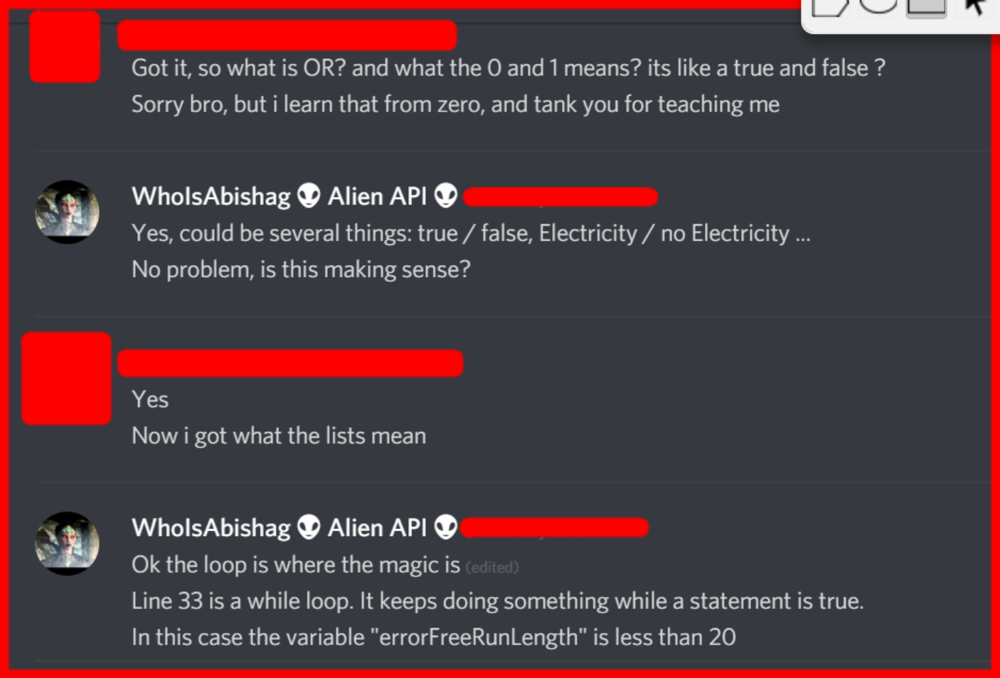 Got it, so what is OR? and what the 0 and 1 means? its like a true and false ?
Sorry bro, but i learn that from zero, and tank you for teaching me
WhoIsAbishag 👽 Alien API 👽
Yes, could be several things: true / false, Electricity / no Electricity ...
No problem, is this making sense?
Yes
Now i got what the lists mean
WhoIsAbishag 👽 Alien API 👽
Ok the loop is where the magic is (edited)
Line 33 is a while loop. It keeps doing something while a statement is true.
In this case the variable "errorFreeRunLength" is less than 20